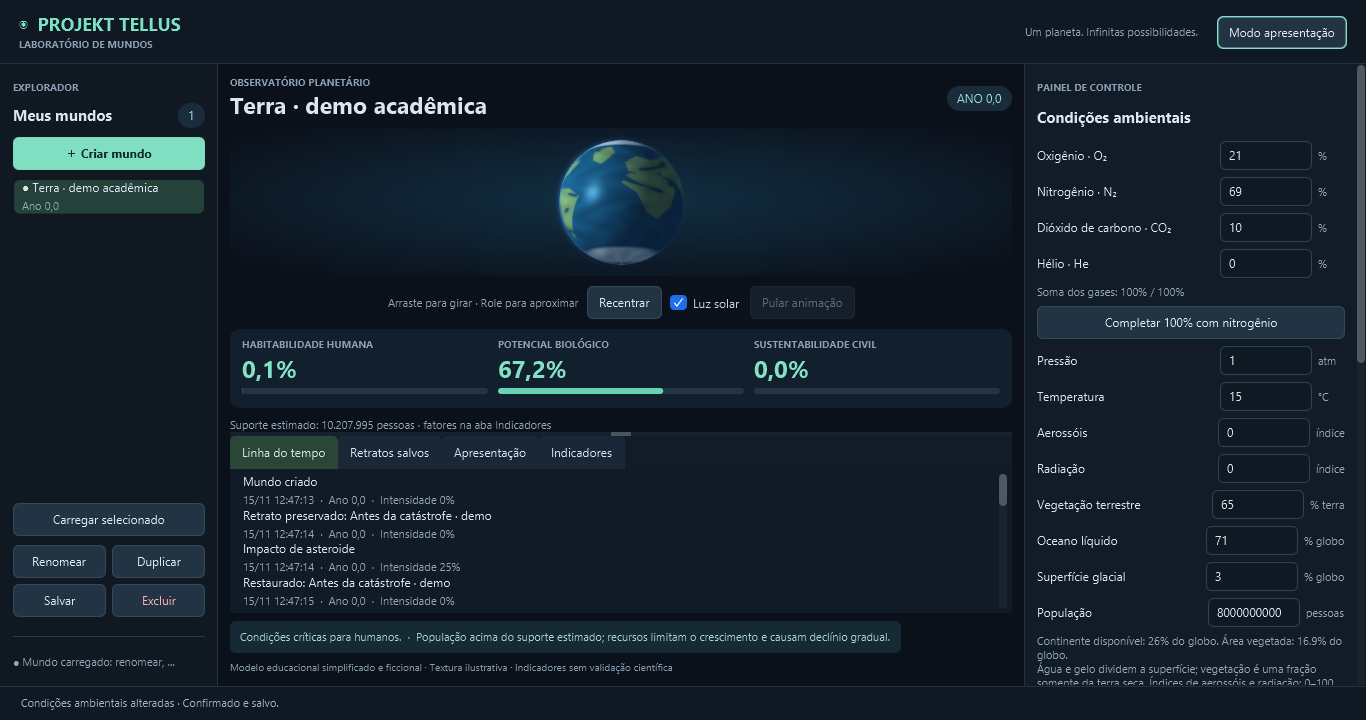 PROJEKT TELLUS
LABORATÓRIO DE MUNDOS
Um planeta. Infinitas possibilidades.
Modo apresentação
EXPLORADOR
Meus mundos
1
+ Criar mundo
● Terra · demo acadêmica
Ano 0,0
Carregar selecionado
Renomear
Duplicar
Salvar
Excluir
● Mundo carregado: renomear, ...
OBSERVATÓRIO PLANETÁRIO
Terra · demo acadêmica
ANO 0,0
Arraste para girar · Role para aproximar
Recentrar
Luz solar
Pular animação
HABITABILIDADE HUMANA
0,1%
POTENCIAL BIOLÓGICO
67,2%
SUSTENTABILIDADE CIVIL
0,0%
Suporte estimado: 10.207.995 pessoas · fatores na aba Indicadores
Linha do tempo
Retratos salvos
Apresentação
Indicadores
Mundo criado
15/11 12:47:13 · Ano 0,0 · Intensidade 0%
Retrato preservado: Antes da catástrofe · demo
15/11 12:47:14 · Ano 0,0 · Intensidade 0%
Impacto de asteroide
15/11 12:47:14 · Ano 0,0 · Intensidade 25%
Restaurado: Antes da catástrofe · demo
15/11 12:47:15 · Ano 0,0 · Intensidade 0%
Condições críticas para humanos. · População acima do suporte estimado; recursos limitam o crescimento e causam declínio gradual.
Modelo educacional simplificado e ficcional · Textura ilustrativa · Indicadores sem validação científica
PAINEL DE CONTROLE
Condições ambientais
Oxigênio · O₂ 21 %
Nitrogênio · N₂ 69 %
Dióxido de carbono · CO₂ 10 %
Hélio · He 0 %
Soma dos gases: 100% / 100%
Completar 100% com nitrogênio
Pressão 1 atm
Temperatura 15 °C
Aerossóis 0 índice
Radiação 0 índice
Vegetação terrestre 65 % terra
Oceano líquido 71 % globo
Superfície glacial 3 % globo
População 8000000000 pessoas
Continente disponível: 26% do globo. Área vegetada: 16.9% do
globo.
Água e gelo dividem a superfície; vegetação é uma fração
somente da terra seca. Índices de aerossóis e radiação: 0–100
Condições ambientais alteradas · Confirmado e salvo.